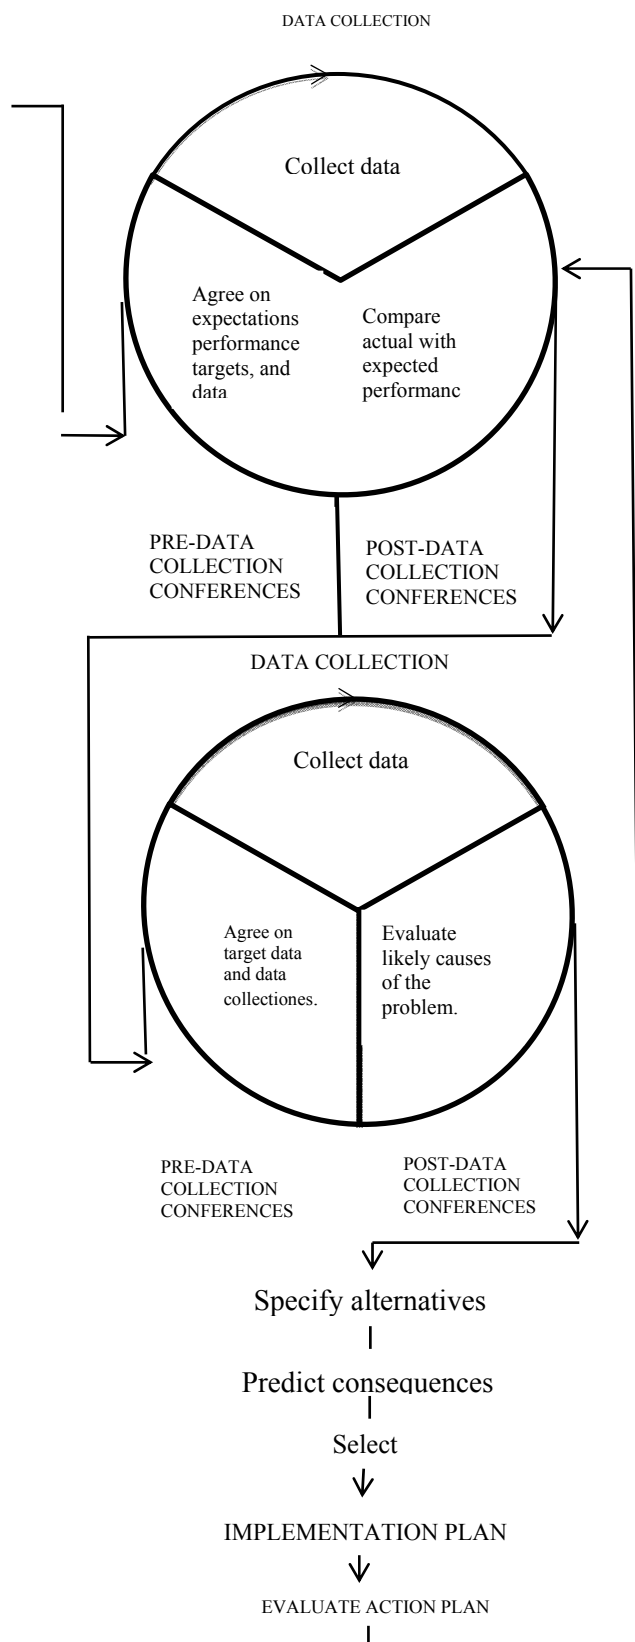 DATA COLLECTION
Collect data
Agree on
expectations
performance
targets, and
data
Compare
actual with
expected
performanc
PRE-DATA
COLLECTION
CONFERENCES
POST-DATA
COLLECTION
CONFERENCES
DATA COLLECTION
Collect data
Agree on
target data
and data
collectiones.
Evaluate
likely causes
of the
problem.
PRE-DATA
COLLECTION
CONFERENCES
POST-DATA
COLLECTION
CONFERENCES
Specify alternatives
Predict consequences
Select
IMPLEMENTATION PLAN
EVALUATE ACTION PLAN